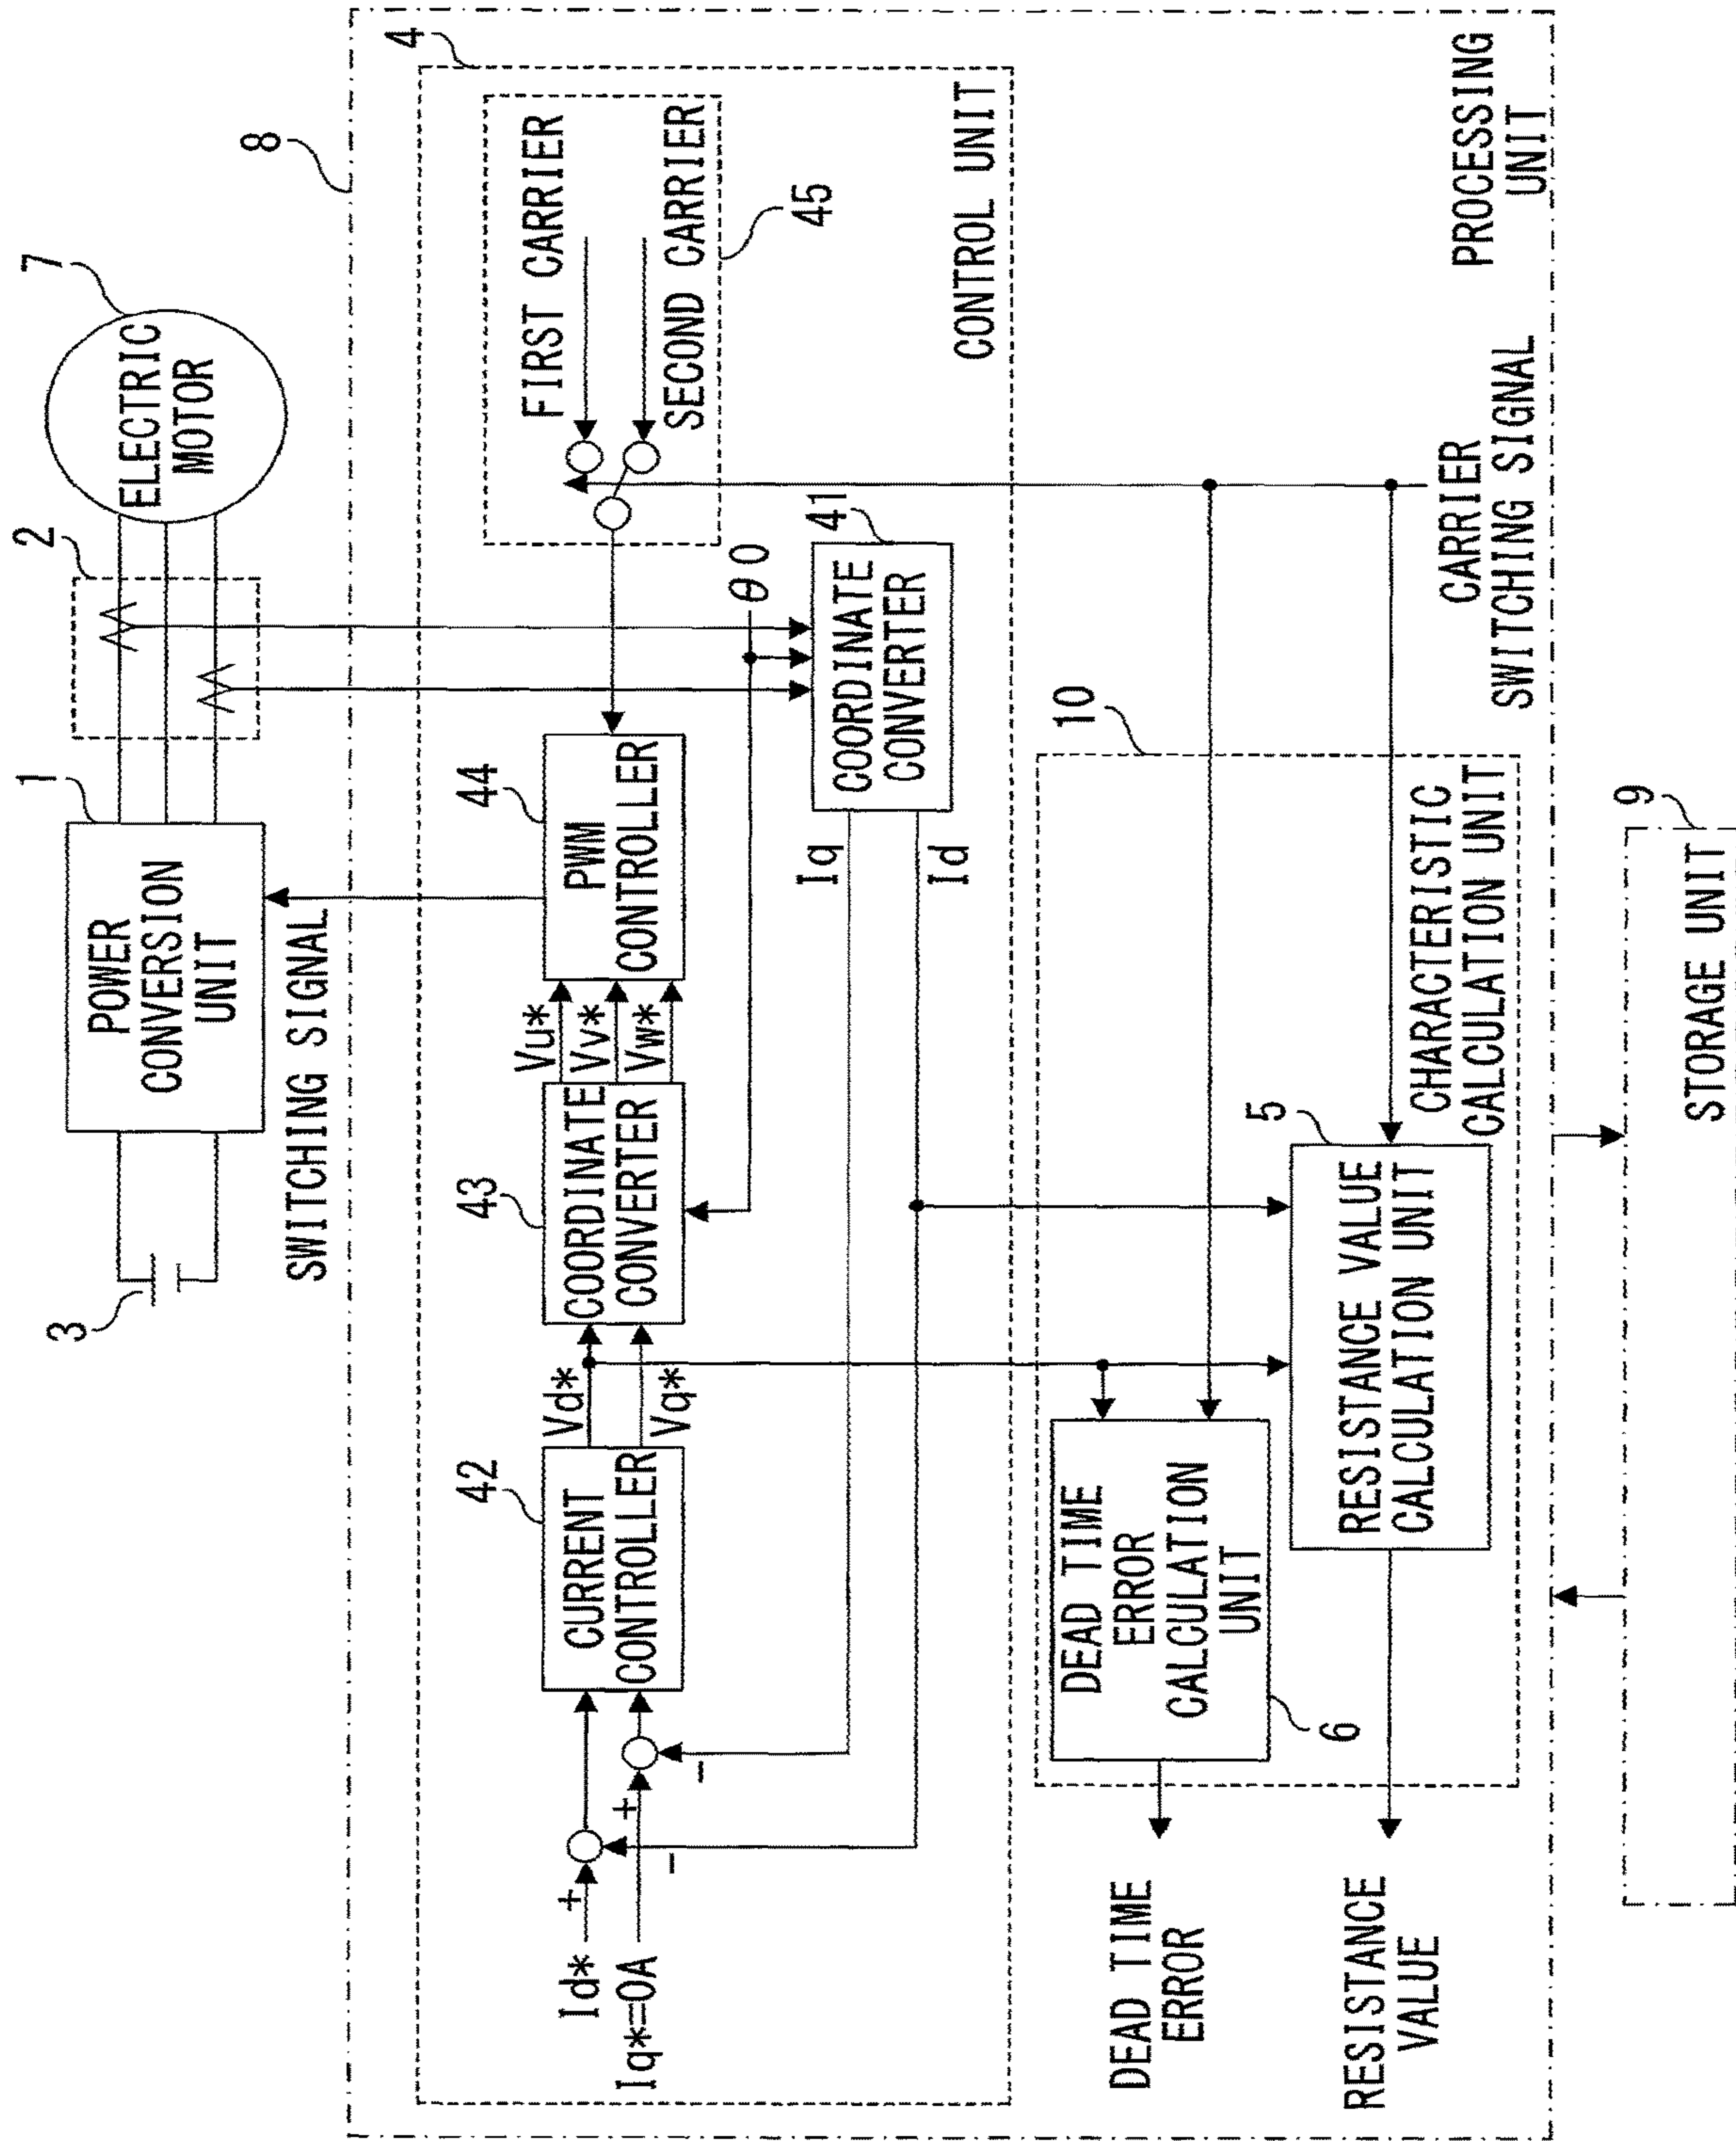 3
1
POWER
CONVERSION
UNIT
2
7
ELECTRIC
MOTOR
SWITCHING SIGNAL
8
4
Id*
+
-
Iq*=0A
+
-
42
CURRENT
CONTROLLER
Vd*
Vq*
43
COORDINATE
CONVERTER
Vu*
Vv*
Vw*
44
PWM
CONTROLLER
θ0
FIRST CARRIER
SECOND CARRIER
45
41
COORDINATE
CONVERTER
Iq
Id
CONTROL UNIT
10
DEAD TIME
ERROR
CALCULATION
UNIT
6
5
RESISTANCE VALUE
CALCULATION UNIT
CHARACTERISTIC
CALCULATION UNIT
DEAD TIME
ERROR
RESISTANCE
VALUE
CARRIER
SWITCHING SIGNAL
PROCESSING
UNIT
9
STORAGE UNIT